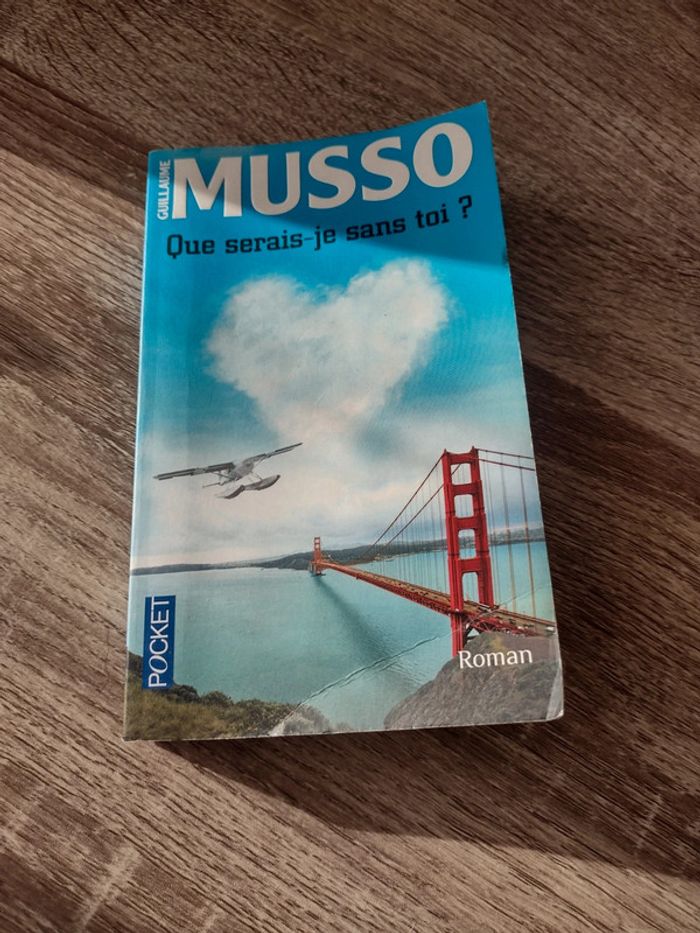 GUILLAUME
MUSSO
Que serais-je sans toi ?
POCKET
Roman